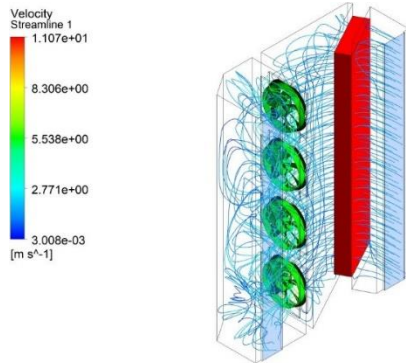 Velocity
Streamline 1
1.107e+01
8.306e+00
5.538e+00
2.771e+00
3.008e-03
[m s^-1]